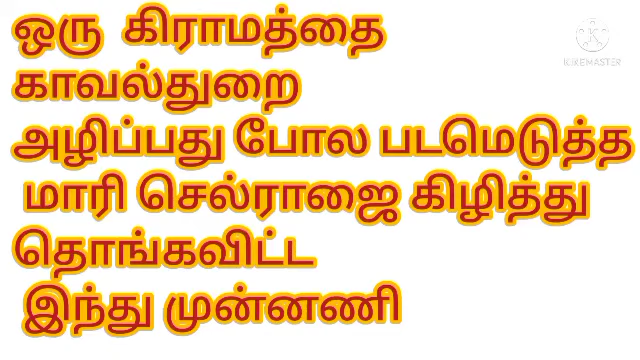 ஒரு கிராமத்தை
காவல்துறை
அழிப்பது போல படமெடுத்த
மாரி செல்ராஜை கிழித்து
தொங்கவிட்ட
இந்து முன்னணி
KINEMASTER